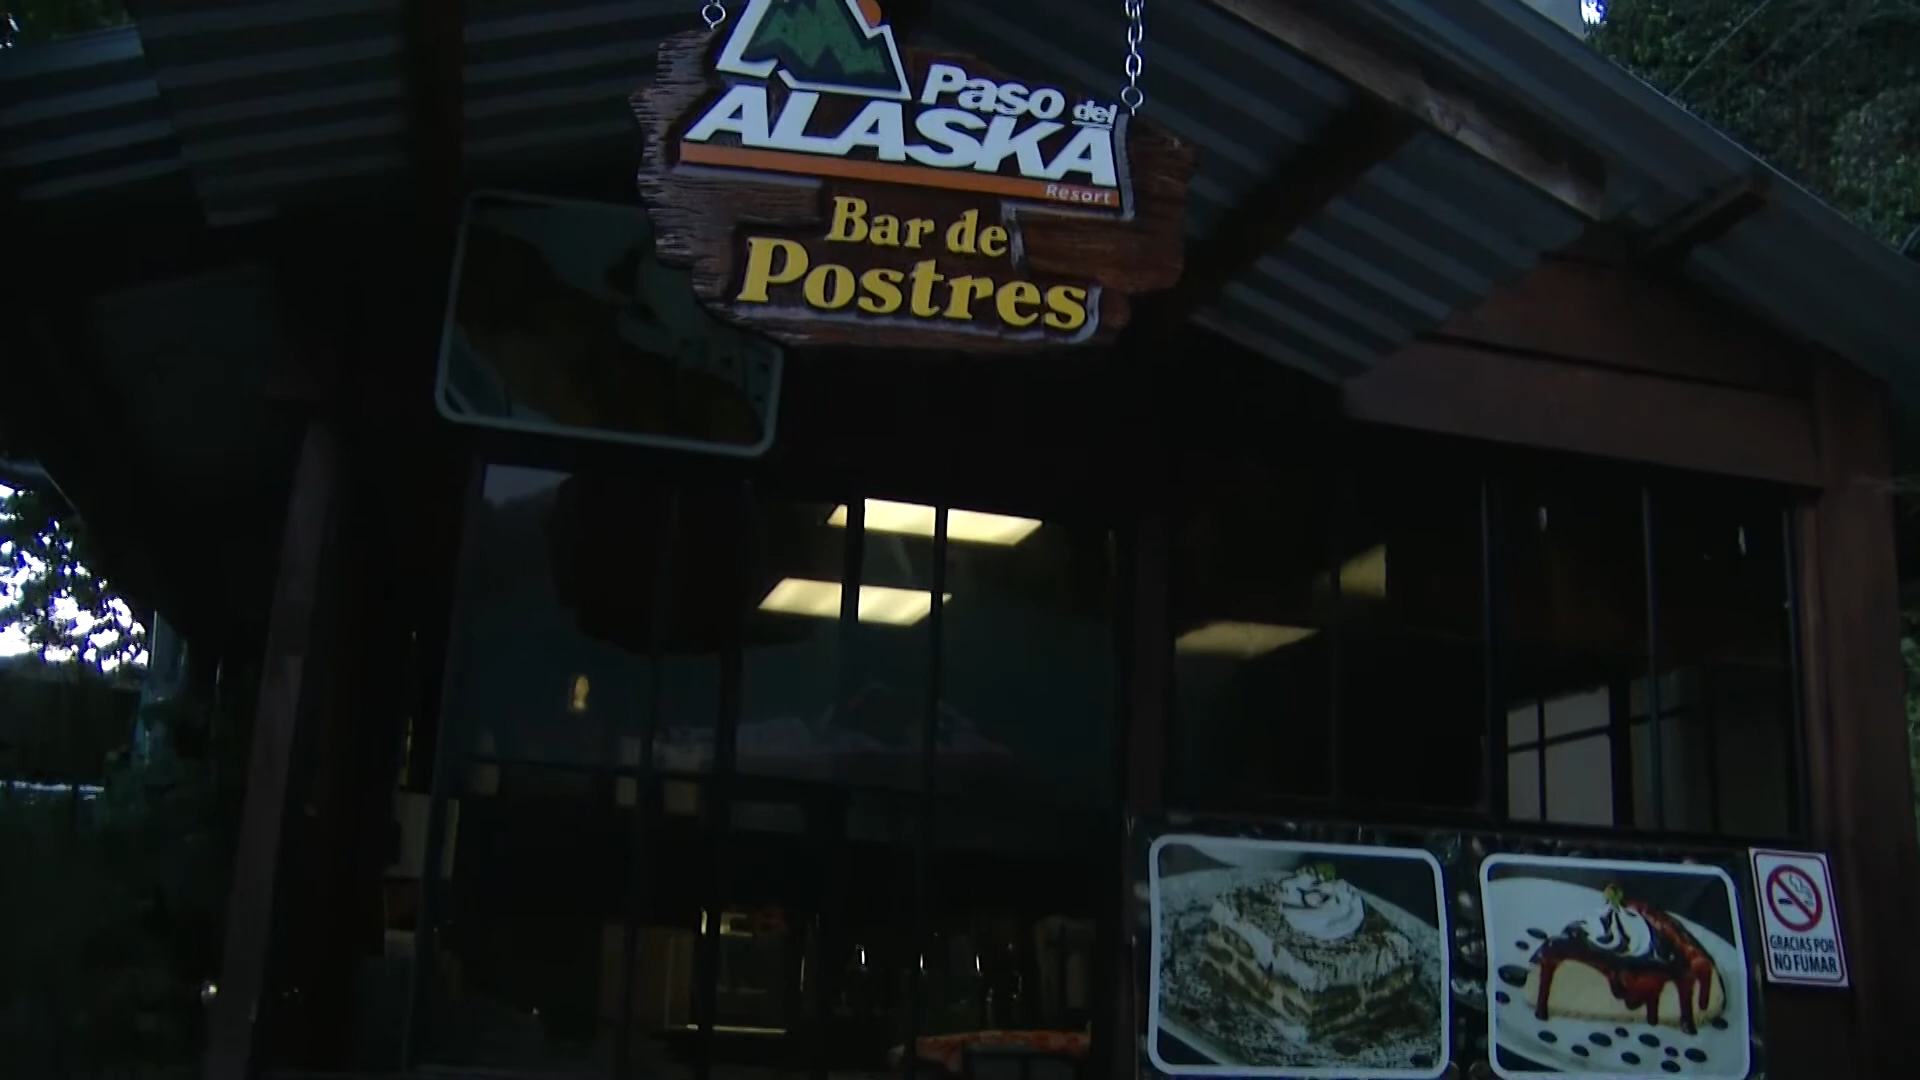 Paso del
ALASKA
Resort
Bar de
Postres
GRACIAS POR
NO FUMAR